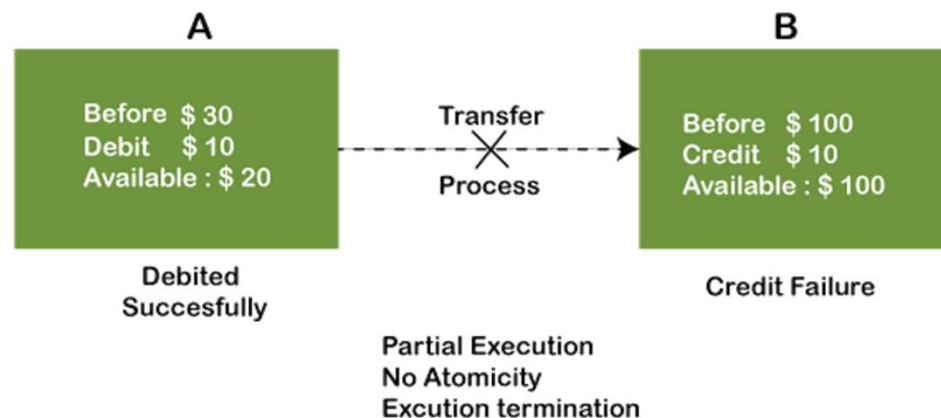 A
B
Before $ 30
Debit $ 10
Available : $ 20
Transfer
Process
Before $ 100
Credit $ 10
Available : $ 100
Debited
Succesfully
Credit Failure
Partial Execution
No Atomicity
Excution termination